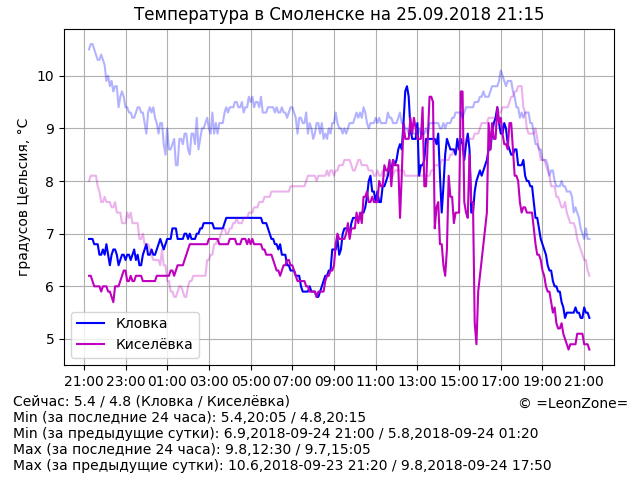 Температура в Смоленске на 25.09.2018 21:15
градусов Цельсия, °C
10
9
8
7
6
5
Кловка
Киселёвка
21:00 23:00 01:00 03:00 05:00 07:00 09:00 11:00 13:00 15:00 17:00 19:00 21:00
Сейчас: 5.4 / 4.8 (Кловка / Киселёвка)
© =LeonZone=
Min (за последние 24 часа): 5.4,20:05 / 4.8,20:15
Min (за предыдущие сутки): 6.9,2018-09-24 21:00 / 5.8,2018-09-24 01:20
Max (за последние 24 часа): 9.8,12:30 / 9.7,15:05
Max (за предыдущие сутки): 10.6,2018-09-23 21:20 / 9.8,2018-09-24 17:50